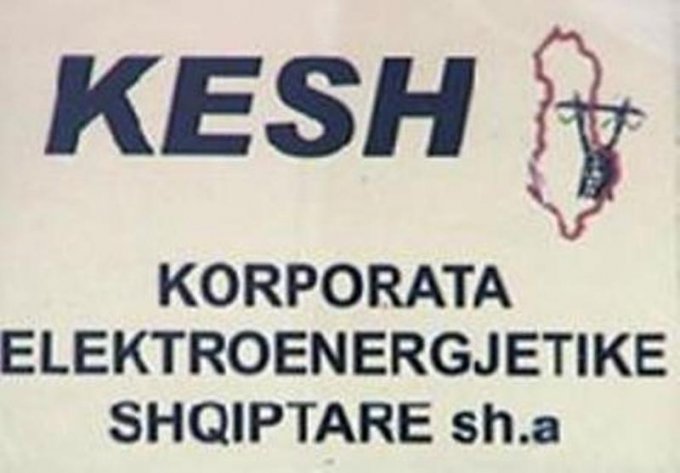 KESH
KORPORATA
ELEKTROENERGJETIKE
SHQIPTARE sh.a